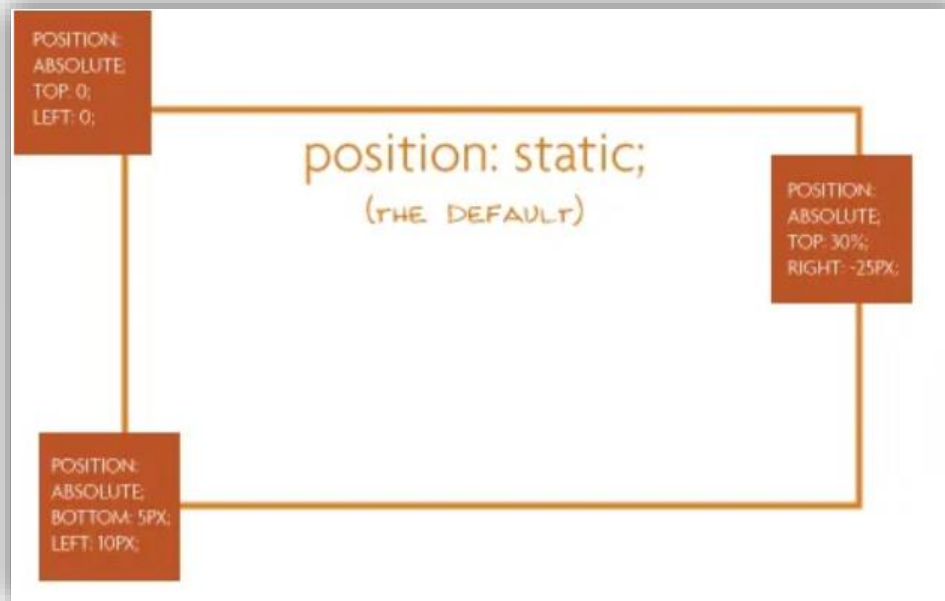 POSITION:
ABSOLUTE;
TOP: 0;
LEFT: 0;
position: static;
(THE DEFAULT)
POSITION:
ABSOLUTE;
TOP: 30%;
RIGHT: -25PX;
POSITION:
ABSOLUTE;
BOTTOM: 5PX;
LEFT: 10PX;